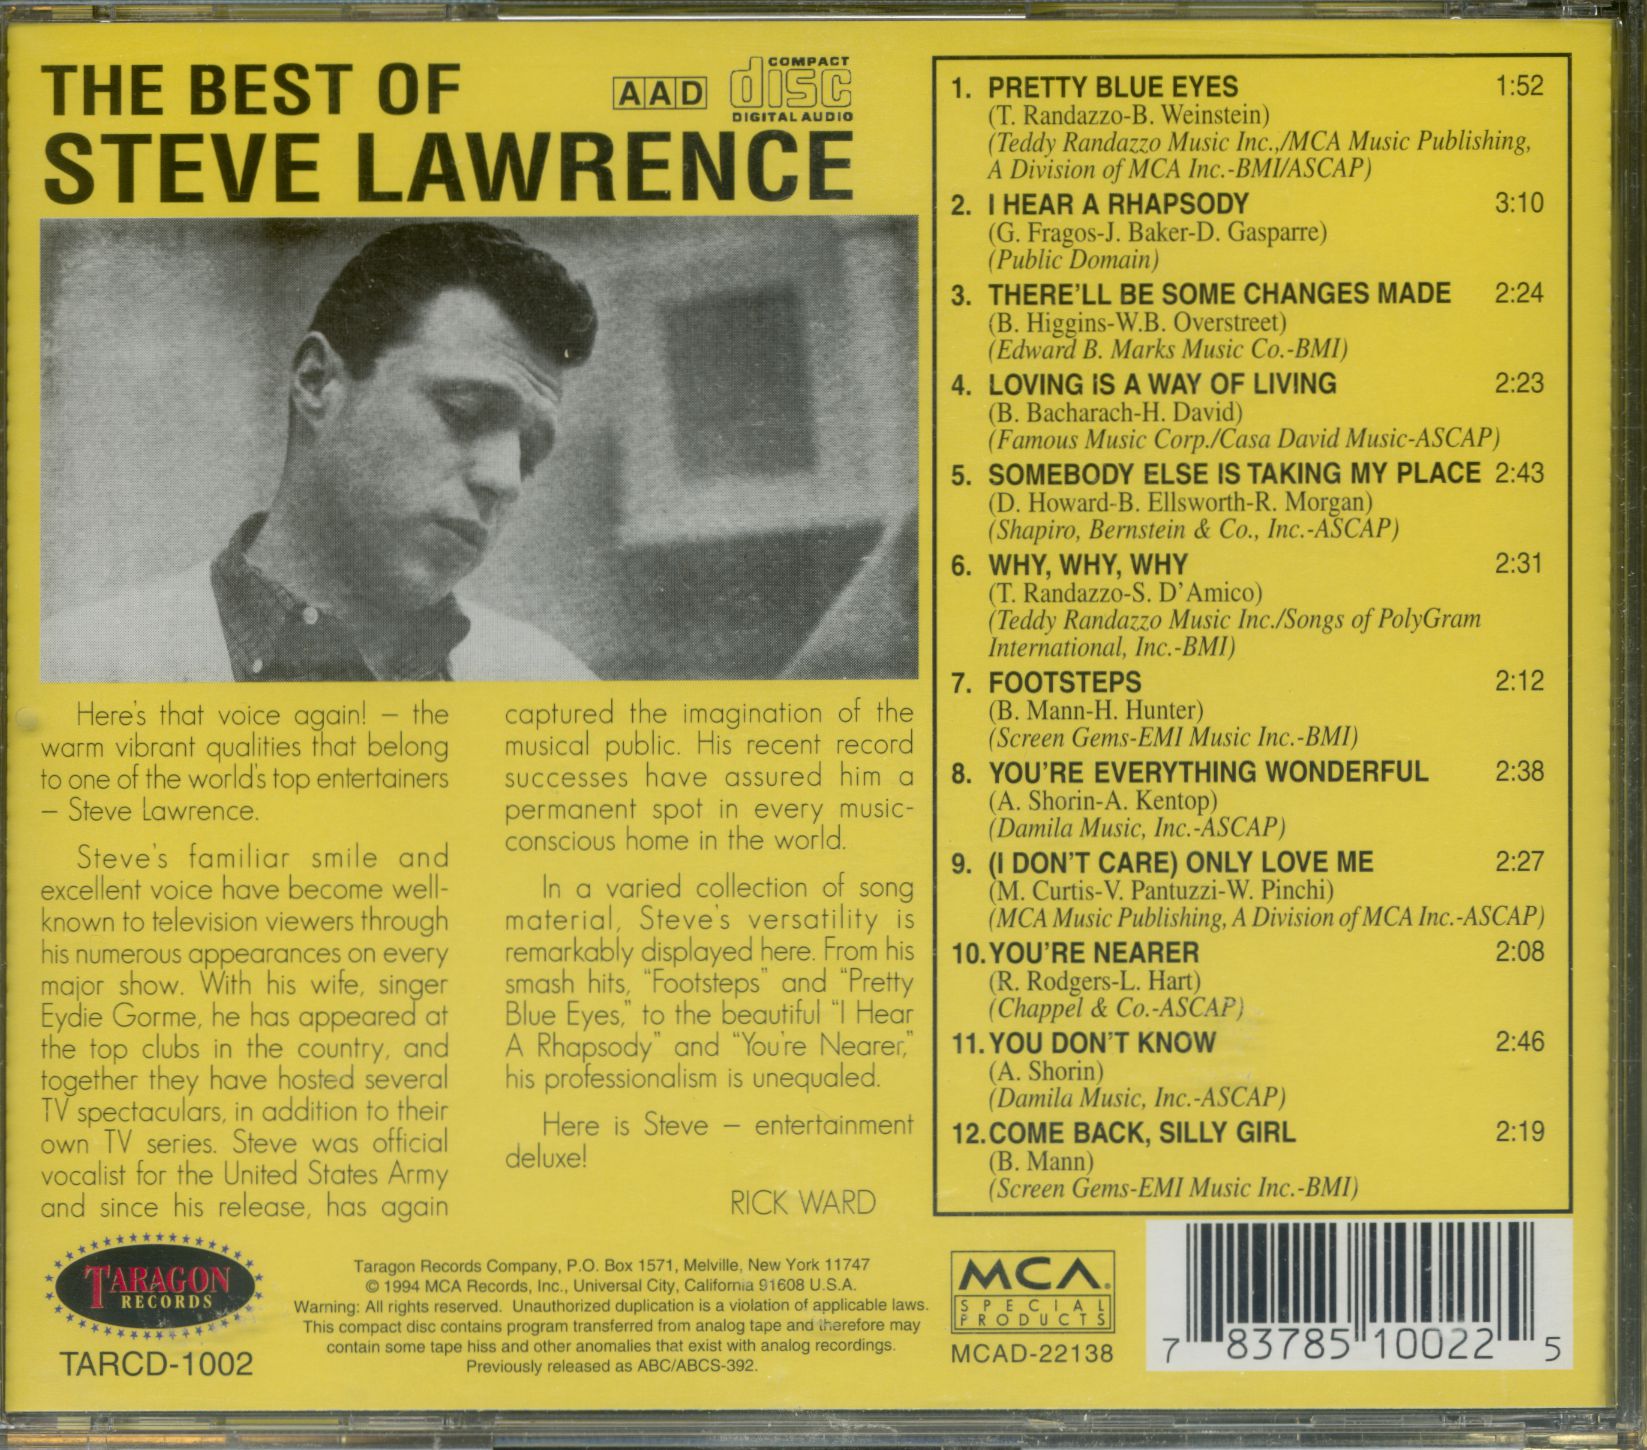 THE BEST OF
STEVE LAWRENCE
AAD
COMPACT
disc
DIGITAL AUDIO
Here's that voice again! – the
warm vibrant qualities that belong
to one of the world's top entertainers
– Steve Lawrence.
Steve's familiar smile and
excellent voice have become well-
known to television viewers through
his numerous appearances on every
major show. With his wife, singer
Eydie Gorme, he has appeared at
the top clubs in the country, and
together they have hosted several
TV spectaculars, in addition to their
own TV series. Steve was official
vocalist for the United States Army
and since his release, has again
captured the imagination of the
musical public. His recent record
successes have assured him a
permanent spot in every music-
conscious home in the world.
In a varied collection of song
material, Steve's versatility is
remarkably displayed here. From his
smash hits, "Footsteps" and "Pretty
Blue Eyes," to the beautiful "I Hear
A Rhapsody" and "You're Nearer,"
his professionalism is unequaled.
Here is Steve – entertainment
deluxe!
RICK WARD
1. PRETTY BLUE EYES 1:52
(T. Randazzo-B. Weinstein)
(Teddy Randazzo Music Inc.,/MCA Music Publishing,
A Division of MCA Inc.-BMI/ASCAP)
2. I HEAR A RHAPSODY 3:10
(G. Fragos-J. Baker-D. Gasparre)
(Public Domain)
3. THERE'LL BE SOME CHANGES MADE 2:24
(B. Higgins-W.B. Overstreet)
(Edward B. Marks Music Co.-BMI)
4. LOVING IS A WAY OF LIVING 2:23
(B. Bacharach-H. David)
(Famous Music Corp./Casa David Music-ASCAP)
5. SOMEBODY ELSE IS TAKING MY PLACE 2:43
(D. Howard-B. Ellsworth-R. Morgan)
(Shapiro, Bernstein & Co., Inc.-ASCAP)
6. WHY, WHY, WHY 2:31
(T. Randazzo-S. D'Amico)
(Teddy Randazzo Music Inc./Songs of PolyGram
International, Inc.-BMI)
7. FOOTSTEPS 2:12
(B. Mann-H. Hunter)
(Screen Gems-EMI Music Inc.-BMI)
8. YOU'RE EVERYTHING WONDERFUL 2:38
(A. Shorin-A. Kentop)
(Damila Music, Inc.-ASCAP)
9. (I DON'T CARE) ONLY LOVE ME 2:27
(M. Curtis-V. Pantuzzi-W. Pinchi)
(MCA Music Publishing, A Division of MCA Inc.-ASCAP)
10. YOU'RE NEARER 2:08
(R. Rodgers-L. Hart)
(Chappel & Co.-ASCAP)
11. YOU DON'T KNOW 2:46
(A. Shorin)
(Damila Music, Inc.-ASCAP)
12. COME BACK, SILLY GIRL 2:19
(B. Mann)
(Screen Gems-EMI Music Inc.-BMI)
TARAGON
RECORDS
TARCD-1002
Taragon Records Company, P.O. Box 1571, Melville, New York 11747
© 1994 MCA Records, Inc., Universal City, California 91608 U.S.A.
Warning: All rights reserved. Unauthorized duplication is a violation of applicable laws.
This compact disc contains program transferred from analog tape and therefore may
contain some tape hiss and other anomalies that exist with analog recordings.
Previously released as ABC/ABCS-392.
MCA®
SPECIAL
PRODUCTS
MCAD-22138
7 83785 10022 5